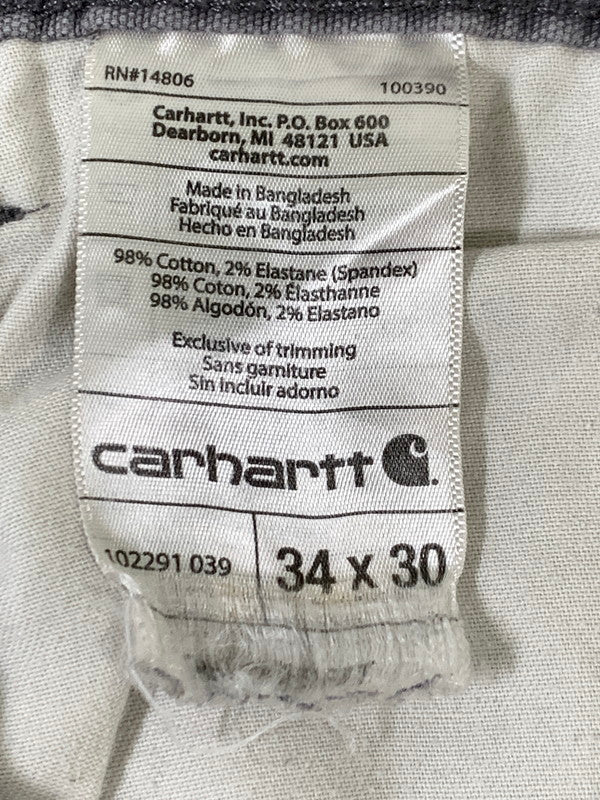 RN#14806 100390
Carhartt, Inc. P.O. Box 600
Dearborn, MI 48121 USA
carhartt.com
Made in Bangladesh
Fabriqué au Bangladesh
Hecho en Bangladesh
98% Cotton, 2% Elastane (Spandex)
98% Coton, 2% Élasthanne
98% Algodón, 2% Elastano
Exclusive of trimming
Sans garniture
Sin incluir adorno
carhartt
102291 039 34 x 30